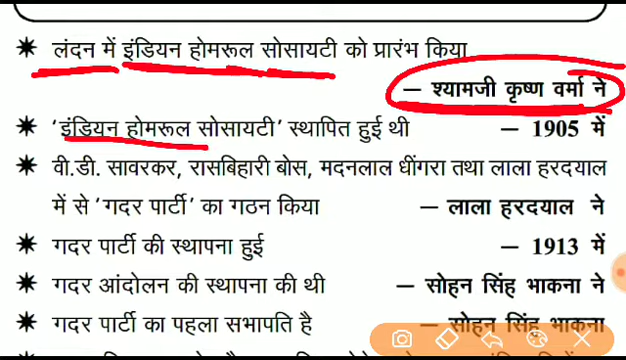 ✷ लंदन में इंडियन होमरूल सोसायटी को प्रारंभ किया
– श्यामजी कृष्ण वर्मा ने
✷ 'इंडियन होमरूल सोसायटी' स्थापित हुई थी – 1905 में
✷ वी.डी. सावरकर, रासबिहारी बोस, मदनलाल धींगरा तथा लाला हरदयाल
में से 'गदर पार्टी' का गठन किया – लाला हरदयाल ने
✷ गदर पार्टी की स्थापना हुई – 1913 में
✷ गदर आंदोलन की स्थापना की थी – सोहन सिंह भाकना ने
✷ गदर पार्टी का पहला सभापति है – सोहन सिंह भाकना